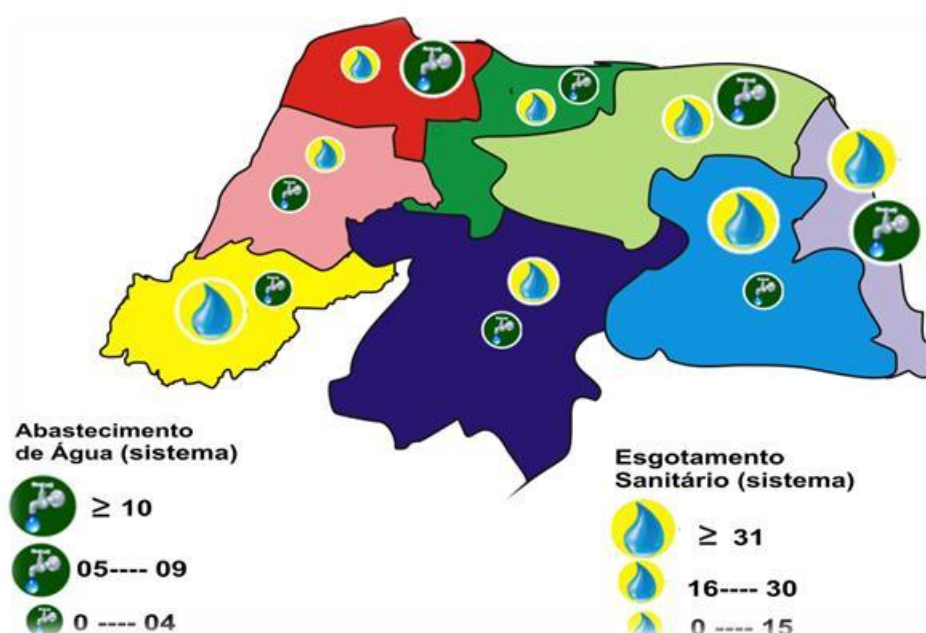 Abastecimento
de Água (sistema)
≥ 10
05---- 09
0 ---- 04
Esgotamento
Sanitário (sistema)
≥ 31
16---- 30
0 ---- 15